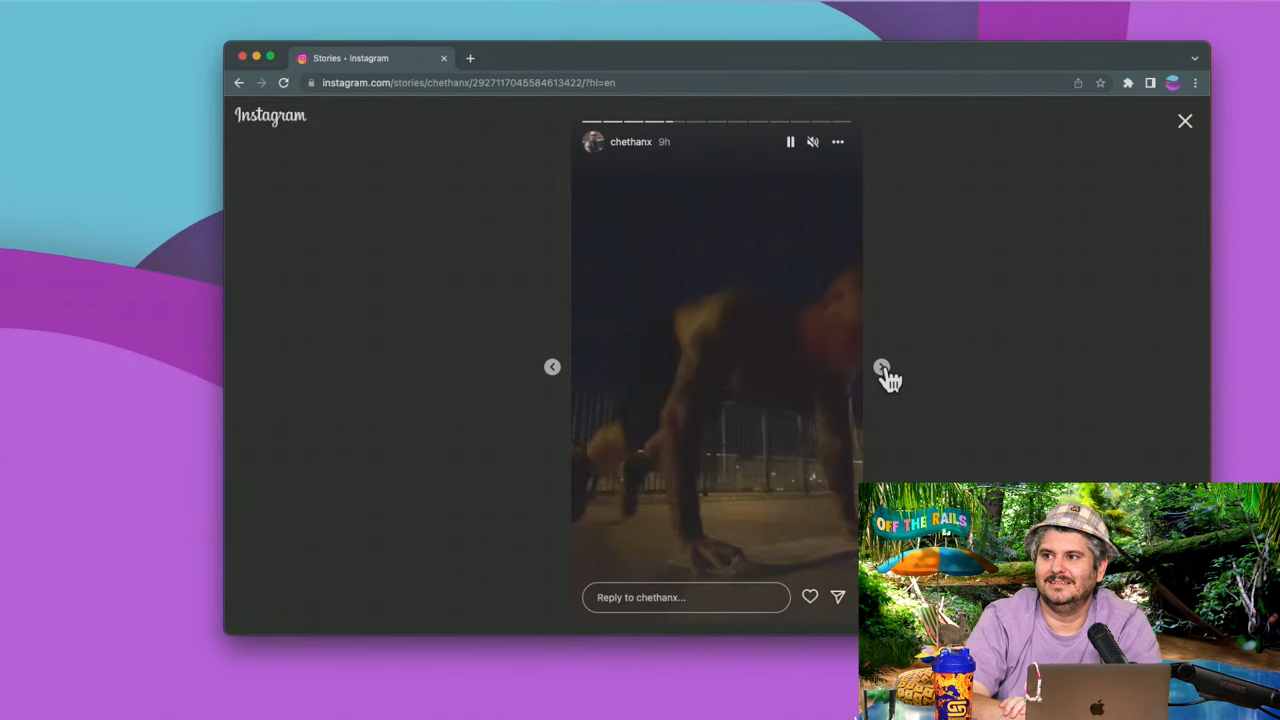 Stories • Instagram
instagram.com/stories/chethanx/2927117045584613422/?hl=en
Instagram
chethanx 9h
Reply to chethanx...
OFF THE RAILS